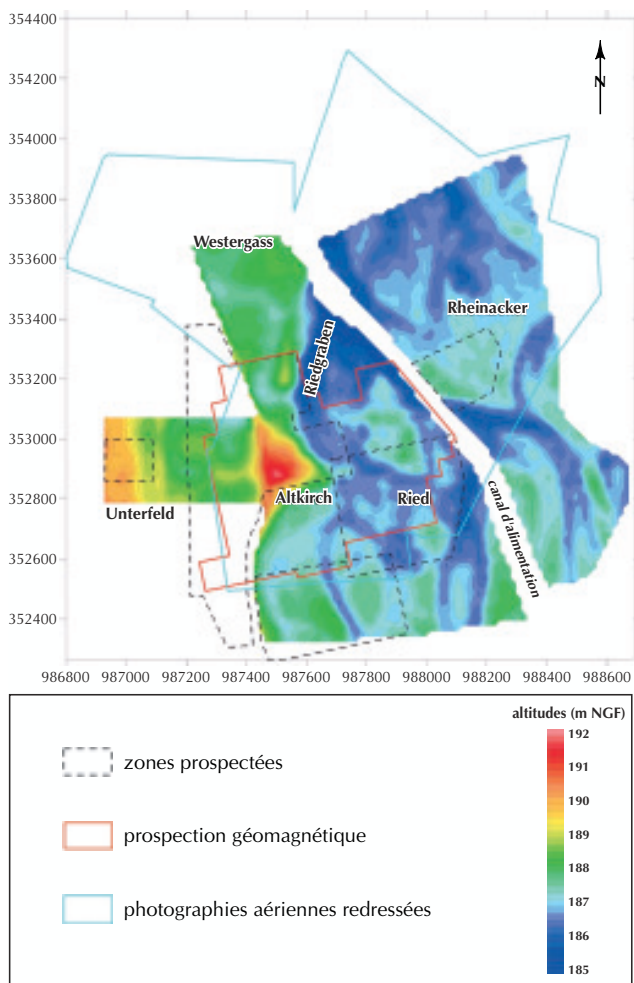 354400
354200
354000
353800
353600
353400
353200
353000
352800
352600
352400
N
Westergass
Rheinacker
Riedgraben
Altkirch
Ried
Unterfeld
canal d'alimentation
986800 987000 987200 987400 987600 987800 988000 988200 988400 988600
altitudes (m NGF)
192
191
190
189
188
187
186
185
zones prospectées
prospection géomagnétique
photographies aériennes redressées